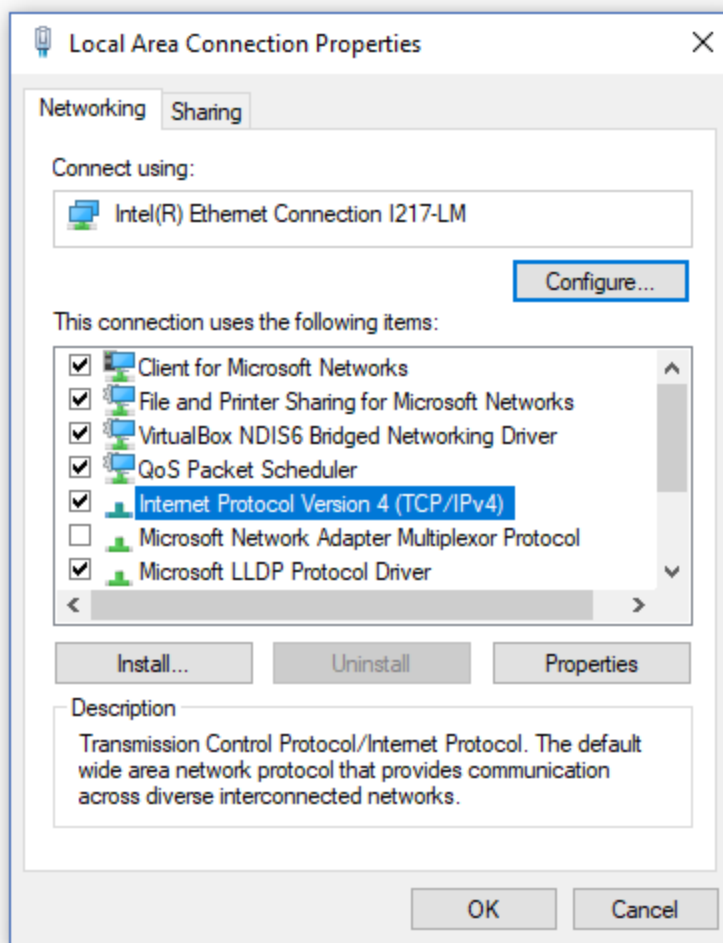 Local Area Connection Properties
Networking
Sharing
Connect using:
Intel(R) Ethernet Connection I217-LM
Configure...
This connection uses the following items:
Client for Microsoft Networks
File and Printer Sharing for Microsoft Networks
VirtualBox NDIS6 Bridged Networking Driver
QoS Packet Scheduler
Internet Protocol Version 4 (TCP/IPv4)
Microsoft Network Adapter Multiplexor Protocol
Microsoft LLDP Protocol Driver
Install...
Uninstall
Properties
Description
Transmission Control Protocol/Internet Protocol. The default
wide area network protocol that provides communication
across diverse interconnected networks.
OK
Cancel